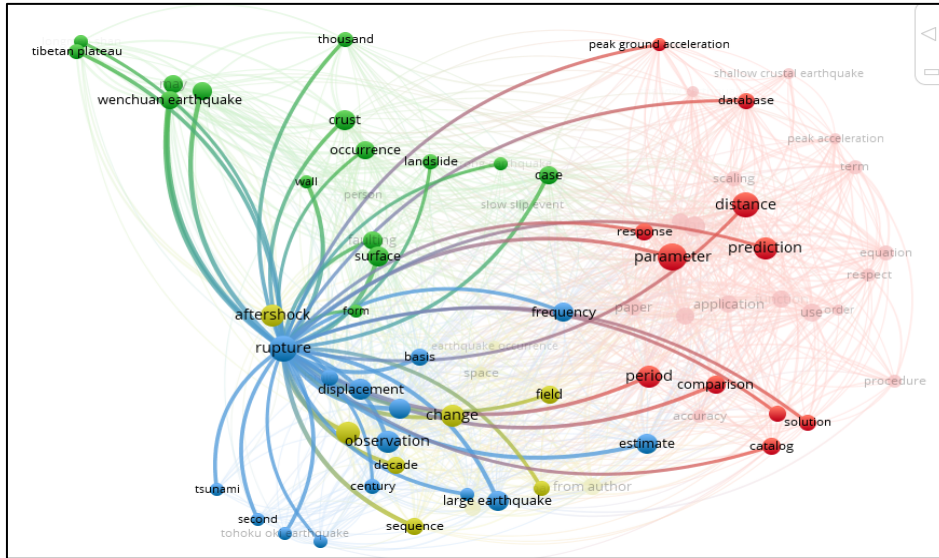 tibetan plateau
thousand
peak ground acceleration
shallow crustal earthquake
may
wenchuan earthquake
database
crust
occurrence
peak acceleration
landslide
term
case
wall
scaling
person
slow slip event
distance
response
faulting
prediction
surface
parameter
equation
respect
form
aftershock
frequency
paper
application
use
order
rupture
basis
earthquake occurrence
space
period
comparison
procedure
displacement
field
change
accuracy
solution
observation
estimate
catalog
decade
tsunami
century
from author
large earthquake
second
sequence
tohoku oki earthquake